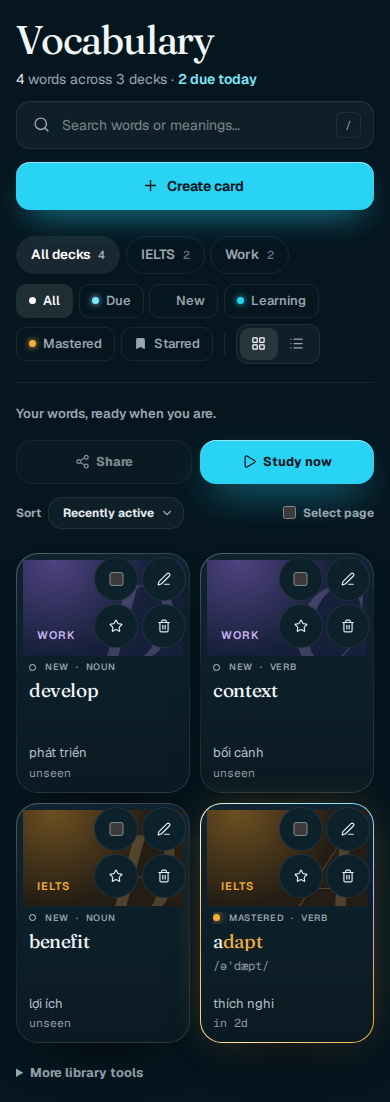 Vocabulary
4 words across 3 decks · 2 due today
Search words or meanings… /
+ Create card
All decks 4 IELTS 2 Work 2
All Due New Learning
Mastered Starred
Your words, ready when you are.
Share Study now
Sort Recently active Select page
WORK
NEW · NOUN
develop
phát triển
unseen
WORK
NEW · VERB
context
bối cảnh
unseen
IELTS
NEW · NOUN
benefit
lợi ích
unseen
IELTS
MASTERED · VERB
adapt
/əˈdæpt/
thích nghi
in 2d
More library tools